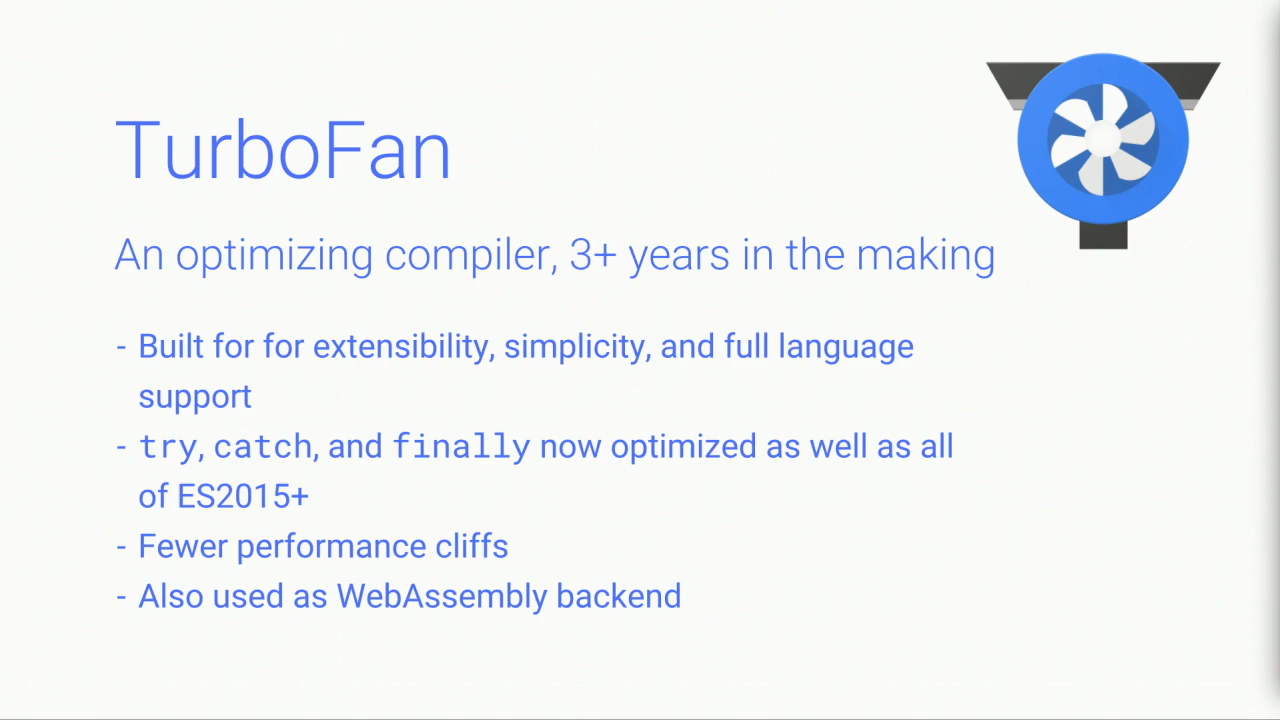 TurboFan
An optimizing compiler, 3+ years in the making
- Built for for extensibility, simplicity, and full language
support
- try, catch, and finally now optimized as well as all
of ES2015+
- Fewer performance cliffs
- Also used as WebAssembly backend